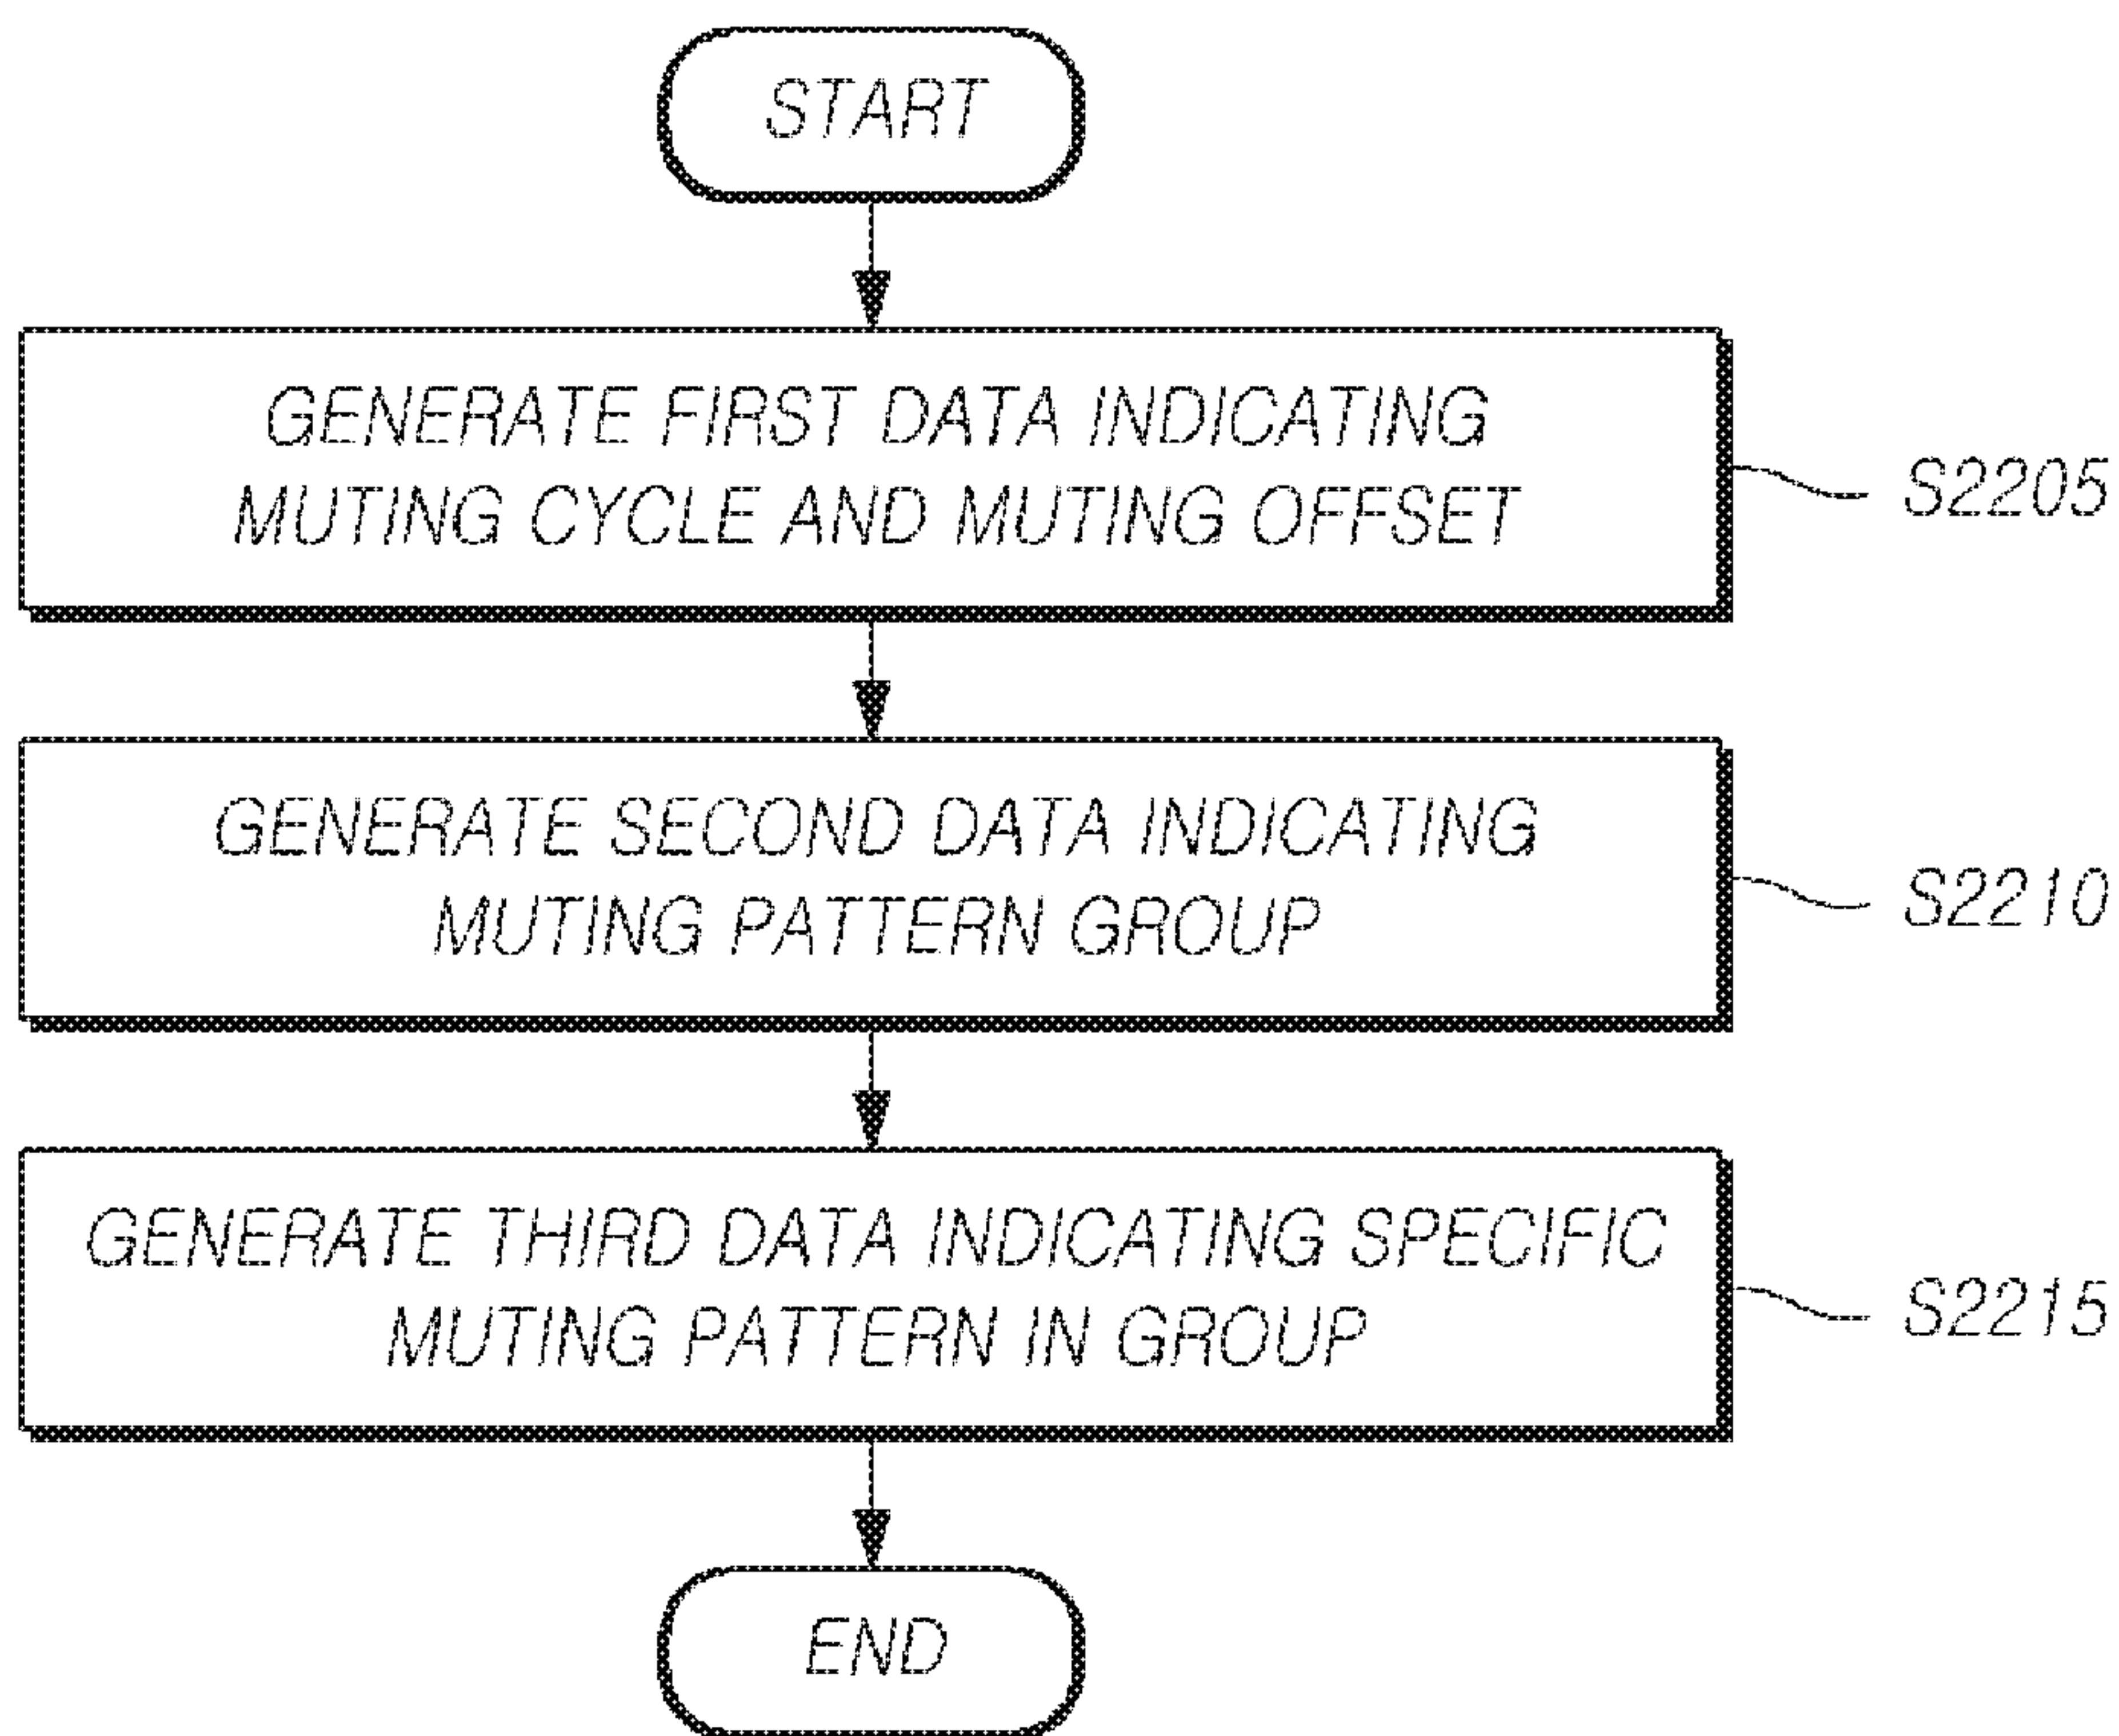 START
GENERATE FIRST DATA INDICATING
MUTING CYCLE AND MUTING OFFSET
S2205
GENERATE SECOND DATA INDICATING
MUTING PATTERN GROUP
S2210
GENERATE THIRD DATA INDICATING SPECIFIC
MUTING PATTERN IN GROUP
S2215
END